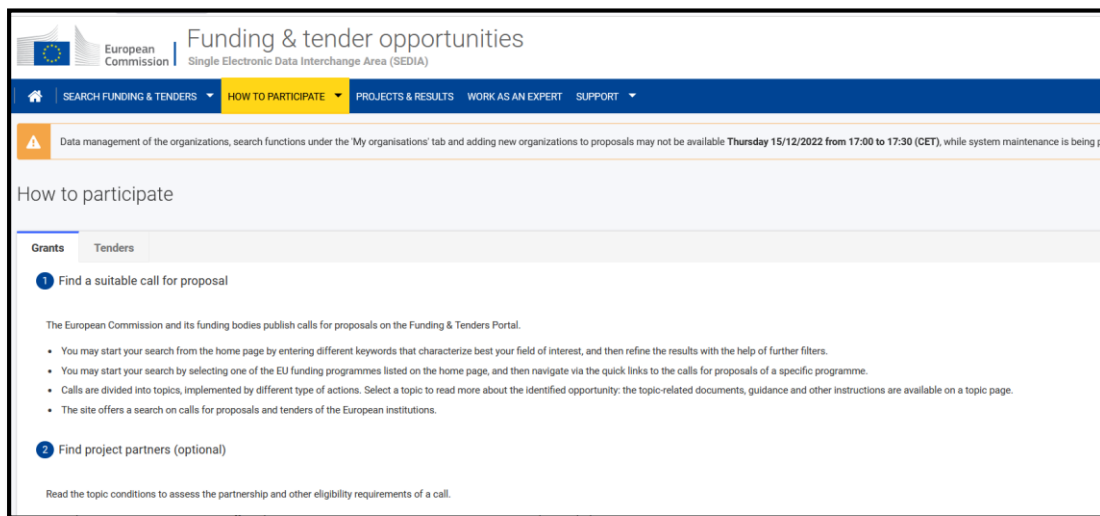 European
Commission
Funding & tender opportunities
Single Electronic Data Interchange Area (SEDIA)
SEARCH FUNDING & TENDERS HOW TO PARTICIPATE PROJECTS & RESULTS WORK AS AN EXPERT SUPPORT
Data management of the organizations, search functions under the 'My organisations' tab and adding new organizations to proposals may not be available Thursday 15/12/2022 from 17:00 to 17:30 (CET), while system maintenance is being
How to participate
Grants Tenders
1 Find a suitable call for proposal
The European Commission and its funding bodies publish calls for proposals on the Funding & Tenders Portal.
• You may start your search from the home page by entering different keywords that characterize best your field of interest, and then refine the results with the help of further filters.
• You may start your search by selecting one of the EU funding programmes listed on the home page, and then navigate via the quick links to the calls for proposals of a specific programme.
• Calls are divided into topics, implemented by different type of actions. Select a topic to read more about the identified opportunity: the topic-related documents, guidance and other instructions are available on a topic page.
• The site offers a search on calls for proposals and tenders of the European institutions.
2 Find project partners (optional)
Read the topic conditions to assess the partnership and other eligibility requirements of a call.